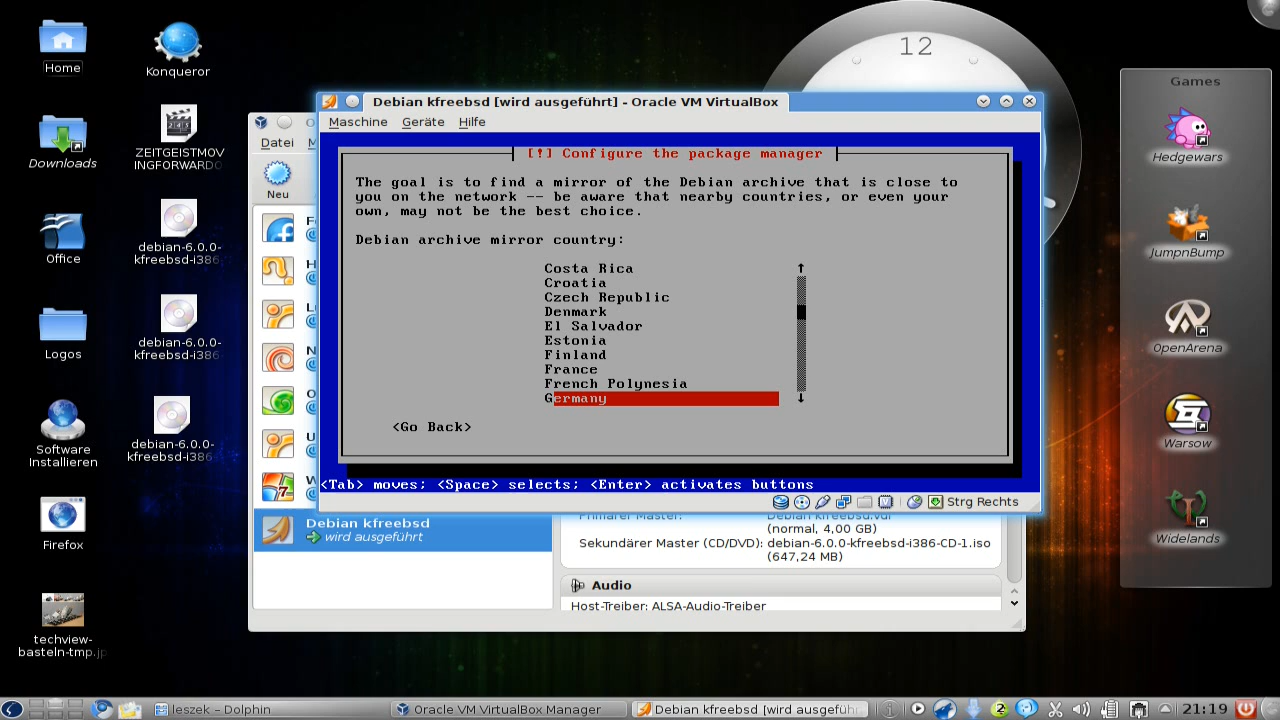 12
Home
Konqueror
Downloads
ZEITGEISTMOV
INGFORWARD
Office
debian-6.0.0-
kfreebsd-i386-
Logos
debian-6.0.0-
kfreebsd-i386-
Software
Installieren
debian-6.0.0-
kfreebsd-i386-
Firefox
techview-
basteln-tmp.jp
Datei
Neu
Debian kfreebsd [wird ausgeführt] - Oracle VM VirtualBox
Maschine Geräte Hilfe
[!] Configure the package manager
The goal is to find a mirror of the Debian archive that is close to
you on the network -- be aware that nearby countries, or even your
own, may not be the best choice.
Debian archive mirror country:
Costa Rica
Croatia
Czech Republic
Denmark
El Salvador
Estonia
Finland
France
French Polynesia
Germany
<Go Back>
<Tab> moves; <Space> selects; <Enter> activates buttons
Strg Rechts
Debian kfreebsd
wird ausgeführt
Primärer Master: Debian kfreebsd.vdi
(normal, 4,00 GB)
Sekundärer Master (CD/DVD): debian-6.0.0-kfreebsd-i386-CD-1.iso
(647,24 MB)
Audio
Host-Treiber: ALSA-Audio-Treiber
Games
Hedgewars
JumpnBump
OpenArena
Warsow
Widelands
leszek - Dolphin
Oracle VM VirtualBox Manager
Debian kfreebsd [wird ausgeführ
2
21:19